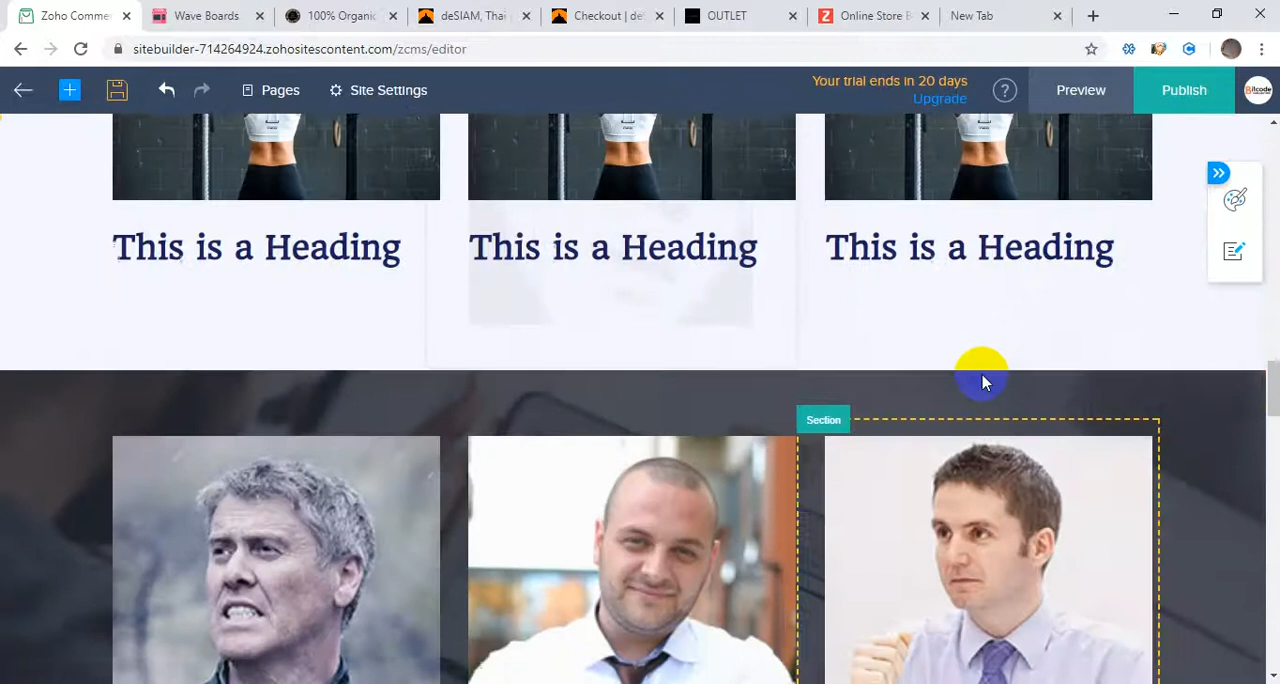 Zoho Comme
Wave Boards
100% Organi
deSIAM, Thai
Checkout | de
OUTLET
Online Store B
New Tab
sitebuilder-714264924.zohositescontent.com/zcms/editor
Pages
Site Settings
Your trial ends in 20 days
Upgrade
?
Preview
Publish
Bitcode
This is a Heading
This is a Heading
This is a Heading
Section